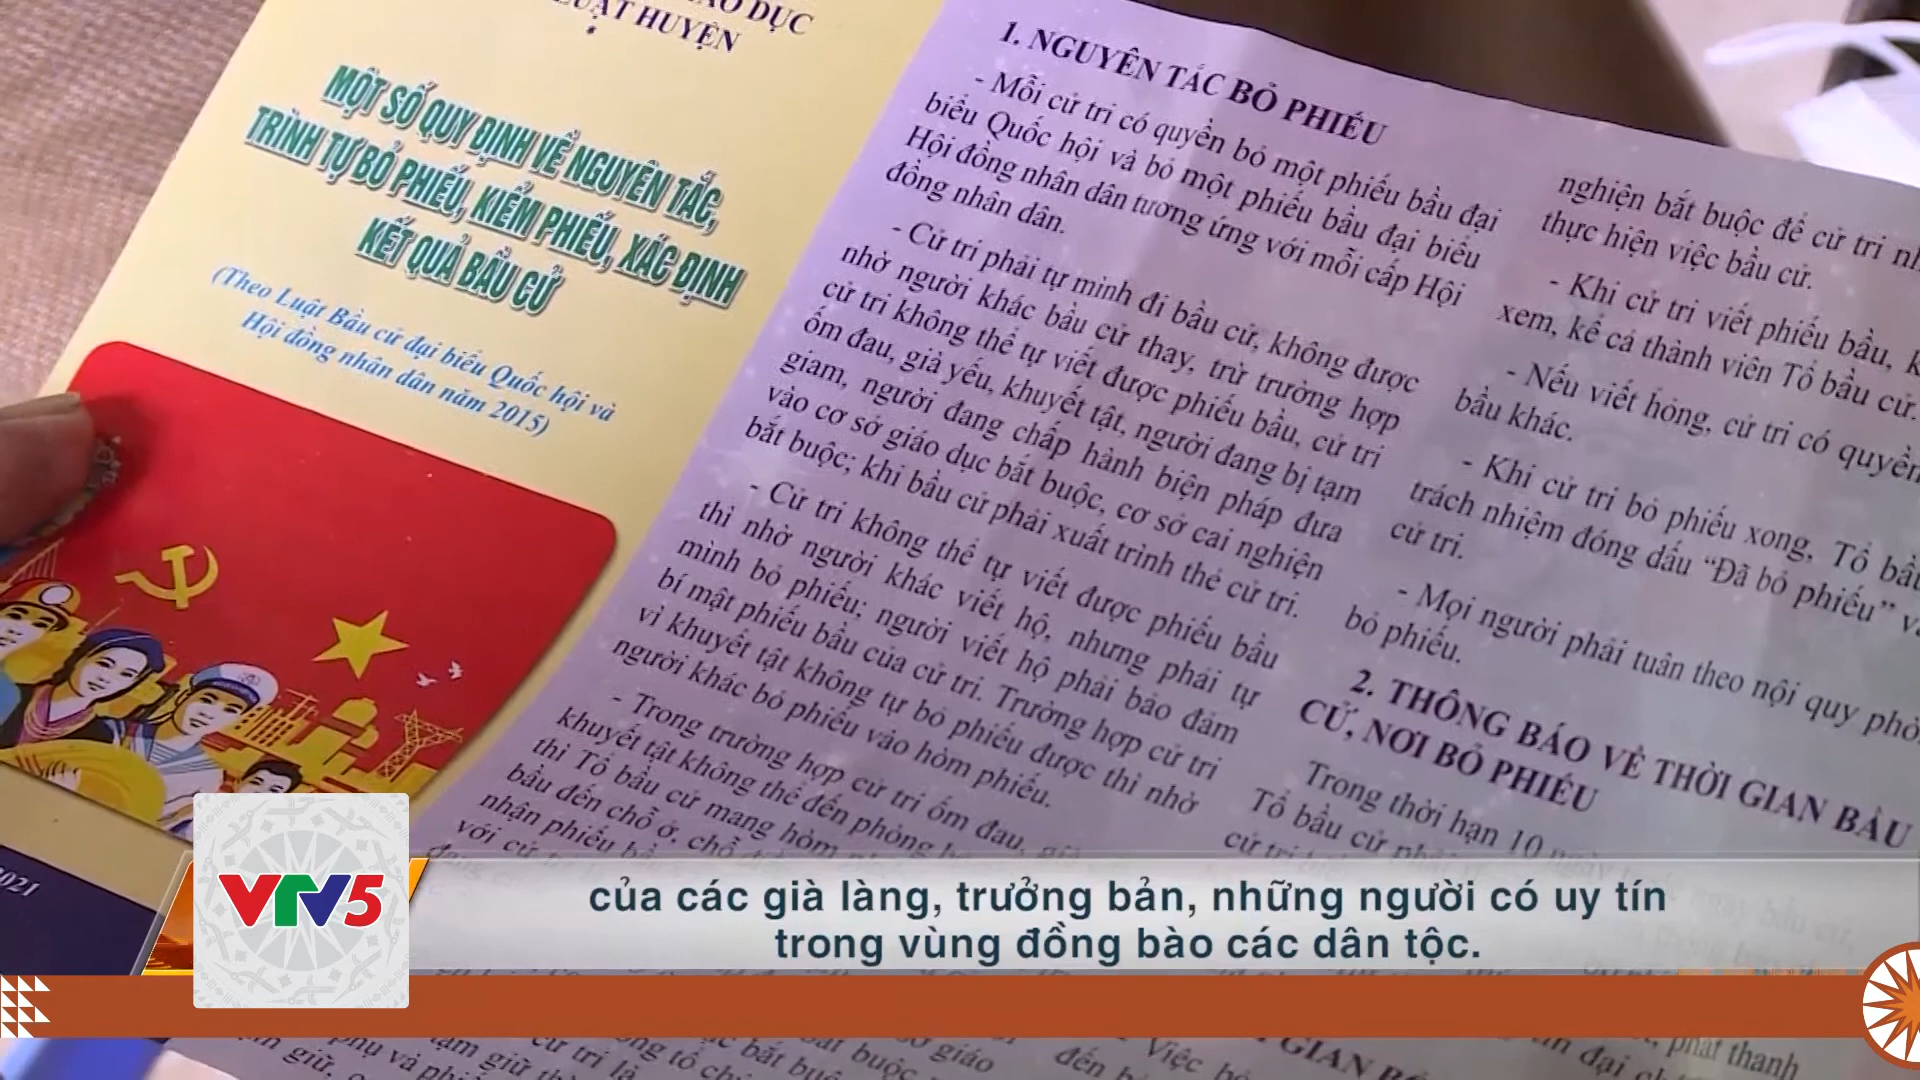 DỤC
LUẬT HUYỆN
MỘT SỐ QUY ĐỊNH VỀ NGUYÊN TẮC,
TRÌNH TỰ BỎ PHIẾU, KIỂM PHIẾU, XÁC ĐỊNH
KẾT QUẢ BẦU CỬ
(Theo Luật Bầu cử đại biểu Quốc hội và
Hội đồng nhân dân năm 2015)
2021
1. NGUYÊN TẮC BỎ PHIẾU
- Mỗi cử tri có quyền bỏ một phiếu bầu đại
biểu Quốc hội và bỏ một phiếu bầu đại biểu
Hội đồng nhân dân tương ứng với mỗi cấp Hội
đồng nhân dân.
- Cử tri phải tự mình đi bầu cử, không được
nhờ người khác bầu cử thay, trừ trường hợp
cử tri không thể tự viết được phiếu bầu, cử tri
ốm đau, già yếu, khuyết tật, người đang bị tạm
giam, người đang chấp hành biện pháp đưa
vào cơ sở giáo dục bắt buộc, cơ sở cai nghiện
bắt buộc; khi bầu cử phải xuất trình thẻ cử tri.
- Cử tri không thể tự viết được phiếu bầu
thì nhờ người khác viết hộ, nhưng phải tự
mình bỏ phiếu; người viết hộ phải bảo đảm
bí mật phiếu bầu của cử tri. Trường hợp cử tri
vì khuyết tật không tự bỏ phiếu được thì nhờ
người khác bỏ phiếu vào hòm phiếu.
- Trong trường hợp cử tri ốm đau, già
khuyết tật không thể đến phòng
thì Tổ bầu cử mang hòm
bầu đến chỗ ở, chỗ
nhận phiếu
với cử
nghiện bắt buộc để cử tri
thực hiện việc bầu cử.
- Khi cử tri viết phiếu bầu,
xem, kể cả thành viên Tổ bầu cử.
- Nếu viết hỏng, cử tri có quyền
bầu khác.
- Khi cử tri bỏ phiếu xong, Tổ bầu
trách nhiệm đóng dấu “Đã bỏ phiếu”
cử tri.
- Mọi người phải tuân theo nội quy
bỏ phiếu.
2. THÔNG BÁO VỀ THỜI GIAN BẦU
CỬ, NƠI BỎ PHIẾU
Trong thời hạn 10 ngày
Tổ bầu cử
cử tri
VTV5
của các già làng, trưởng bản, những người có uy tín
trong vùng đồng bào các dân tộc.
phát thanh
GIAN